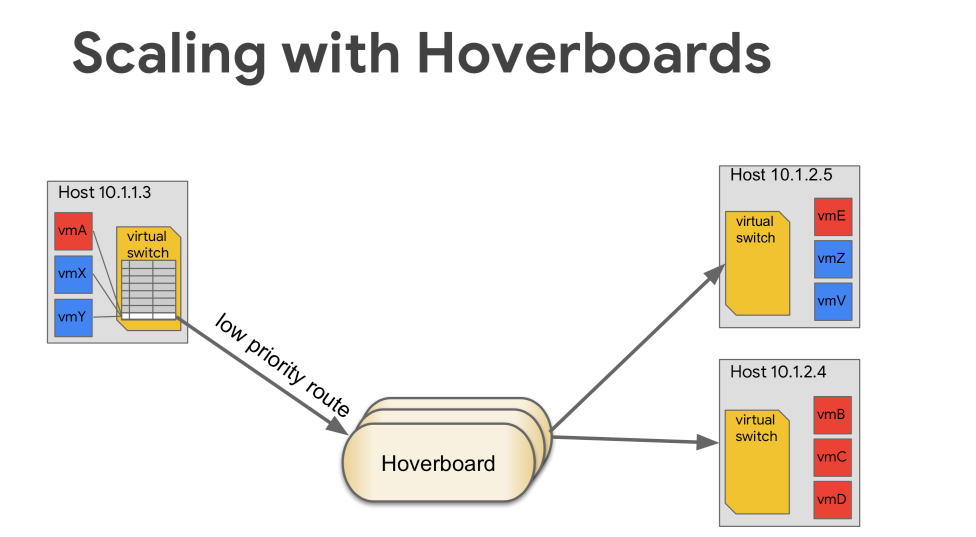 Scaling with Hoverboards
Host 10.1.1.3
vmA
vmX
vmY
virtual
switch
low priority route
Hoverboard
Host 10.1.2.5
virtual
switch
vmE
vmZ
vmV
Host 10.1.2.4
virtual
switch
vmB
vmC
vmD